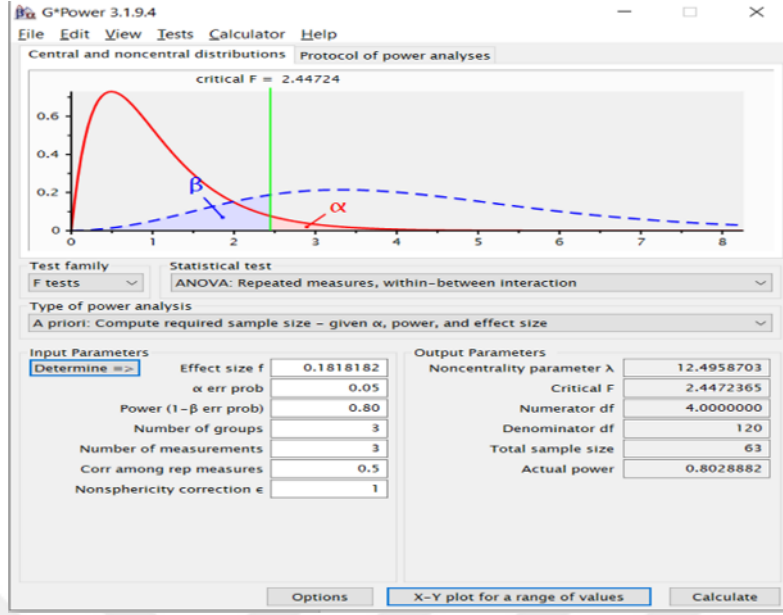 G*Power 3.1.9.4
File Edit View Tests Calculator Help
Central and noncentral distributions Protocol of power analyses
critical F = 2.44724
0.6
0.4
0.2
0
β
α
0 1 2 3 4 5 6 7 8
Test family Statistical test
F tests ANOVA: Repeated measures, within-between interaction
Type of power analysis
A priori: Compute required sample size - given α, power, and effect size
Input Parameters Output Parameters
Determine => Effect size f 0.1818182 Noncentrality parameter λ 12.4958703
α err prob 0.05 Critical F 2.4472365
Power (1-β err prob) 0.80 Numerator df 4.0000000
Number of groups 3 Denominator df 120
Number of measurements 3 Total sample size 63
Corr among rep measures 0.5 Actual power 0.8028882
Nonsphericity correction ϵ 1
Options X-Y plot for a range of values Calculate